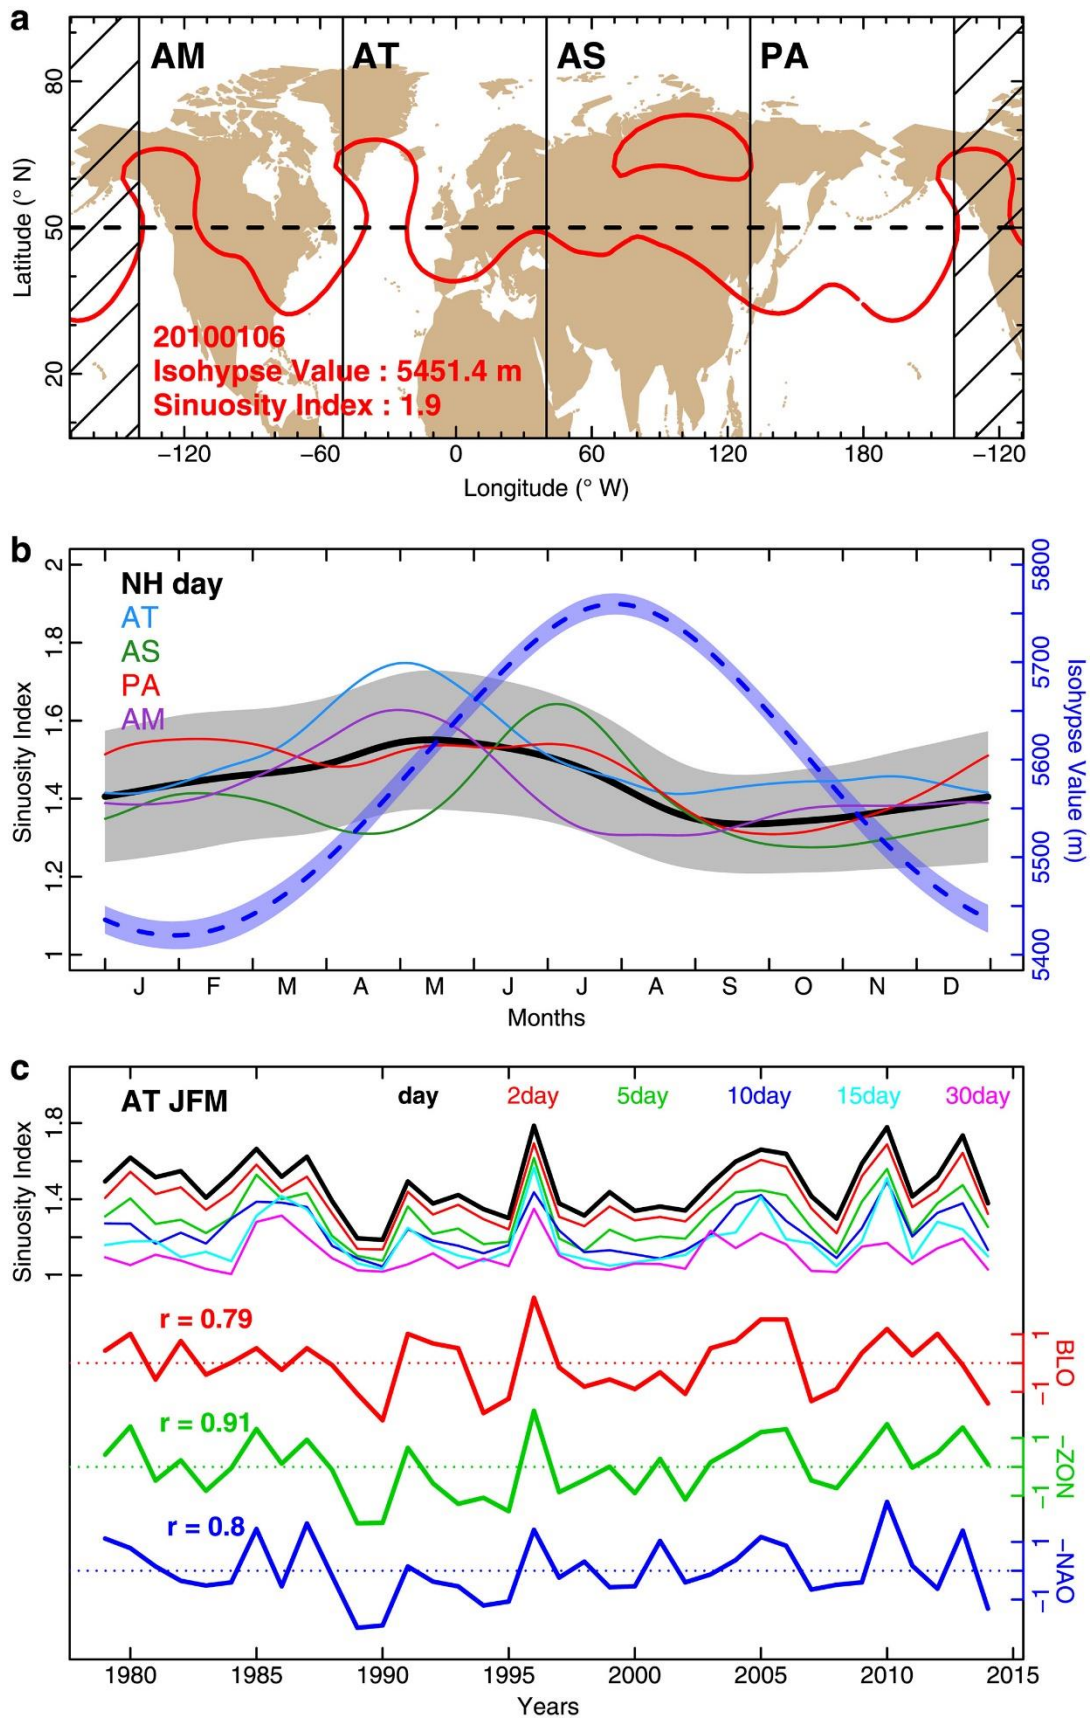 a
AM AT AS PA
80
50
20
Latitude (° N)
20100106
Isohypse Value : 5451.4 m
Sinuosity Index : 1.9
−120 −60 0 60 120 180 −120
Longitude (° W)
b
NH day
AT
AS
PA
AM
2
1.8
1.6
1.4
1.2
1
Sinuosity Index
5800
5700
5600
5500
5400
Isohypse Value (m)
J F M A M J J A S O N D
Months
c
AT JFM day 2day 5day 10day 15day 30day
1.8
1.4
1
Sinuosity Index
r = 0.79
1
−1
BLO
r = 0.91
1
−1
−ZON
r = 0.8
1
−1
−NAO
1980 1985 1990 1995 2000 2005 2010 2015
Years